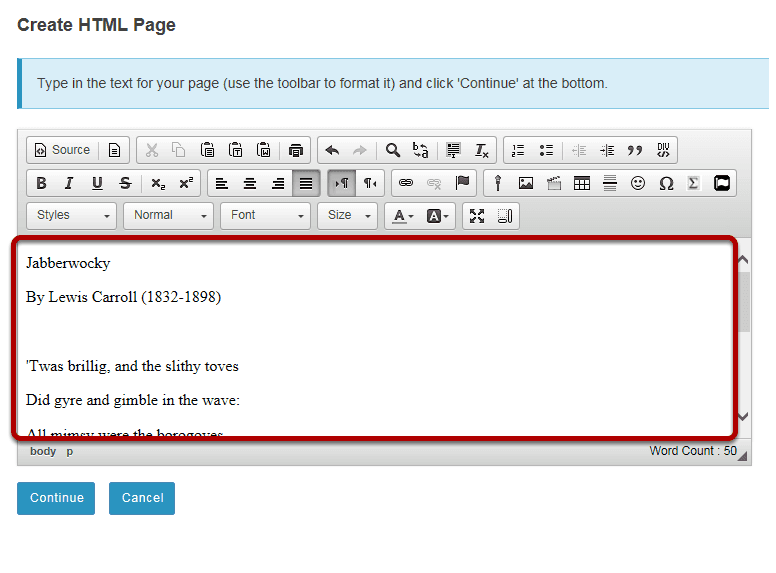 Create HTML Page
Type in the text for your page (use the toolbar to format it) and click 'Continue' at the bottom.
Source
B I U S x₂ x²
Styles Normal Font Size A A
Jabberwocky
By Lewis Carroll (1832-1898)
'Twas brillig, and the slithy toves
Did gyre and gimble in the wave:
All mimsy were the borogoves
body p Word Count : 50
Continue Cancel